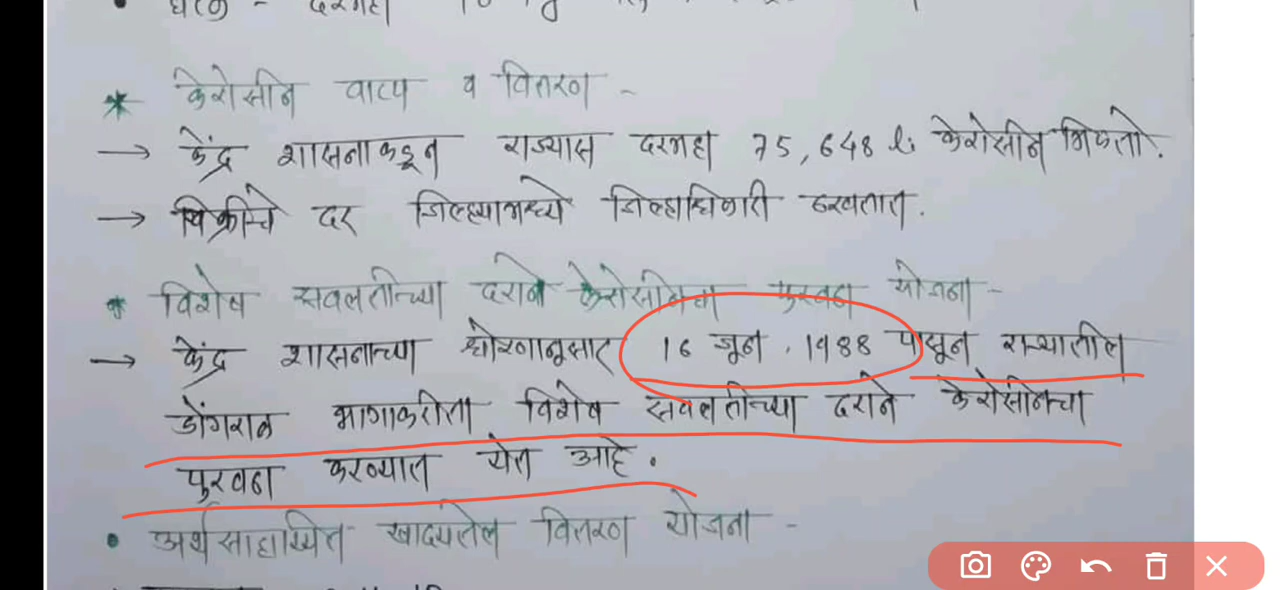 * केरोसीन वाटप व वितरण -
→ केंद्र शासनाकडून राज्यास दरमहा 75,648 लि. केरोसीन मिळतो.
→ विक्रीचे दर जिल्ह्यामध्ये जिल्हाधिकारी ठरवतात.
* विशेष सवलतीच्या दराने केरोसीनचा पुरवठा योजना -
→ केंद्र शासनाच्या धोरणानुसार 16 जून . 1988 पासून राज्यातील
डोंगराळ भागाकरीता विशेष सवलतीच्या दराने केरोसीनचा
पुरवठा करण्यात येत आहे.
• अर्थसाहाय्यित खाद्यतेल वितरण योजना -